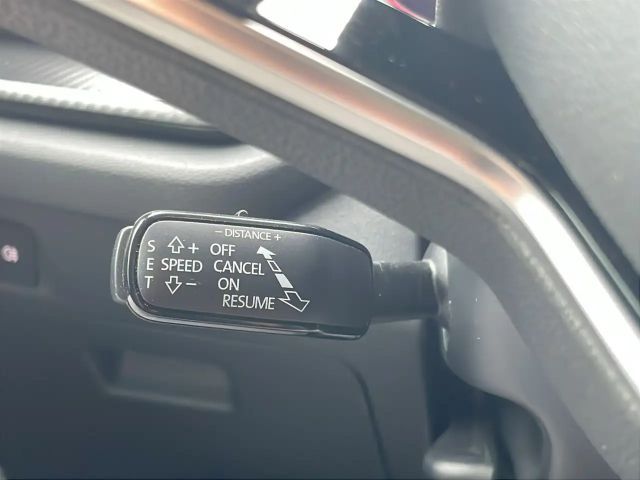 − DISTANCE +
S + OFF
E SPEED CANCEL
T − ON
RESUME